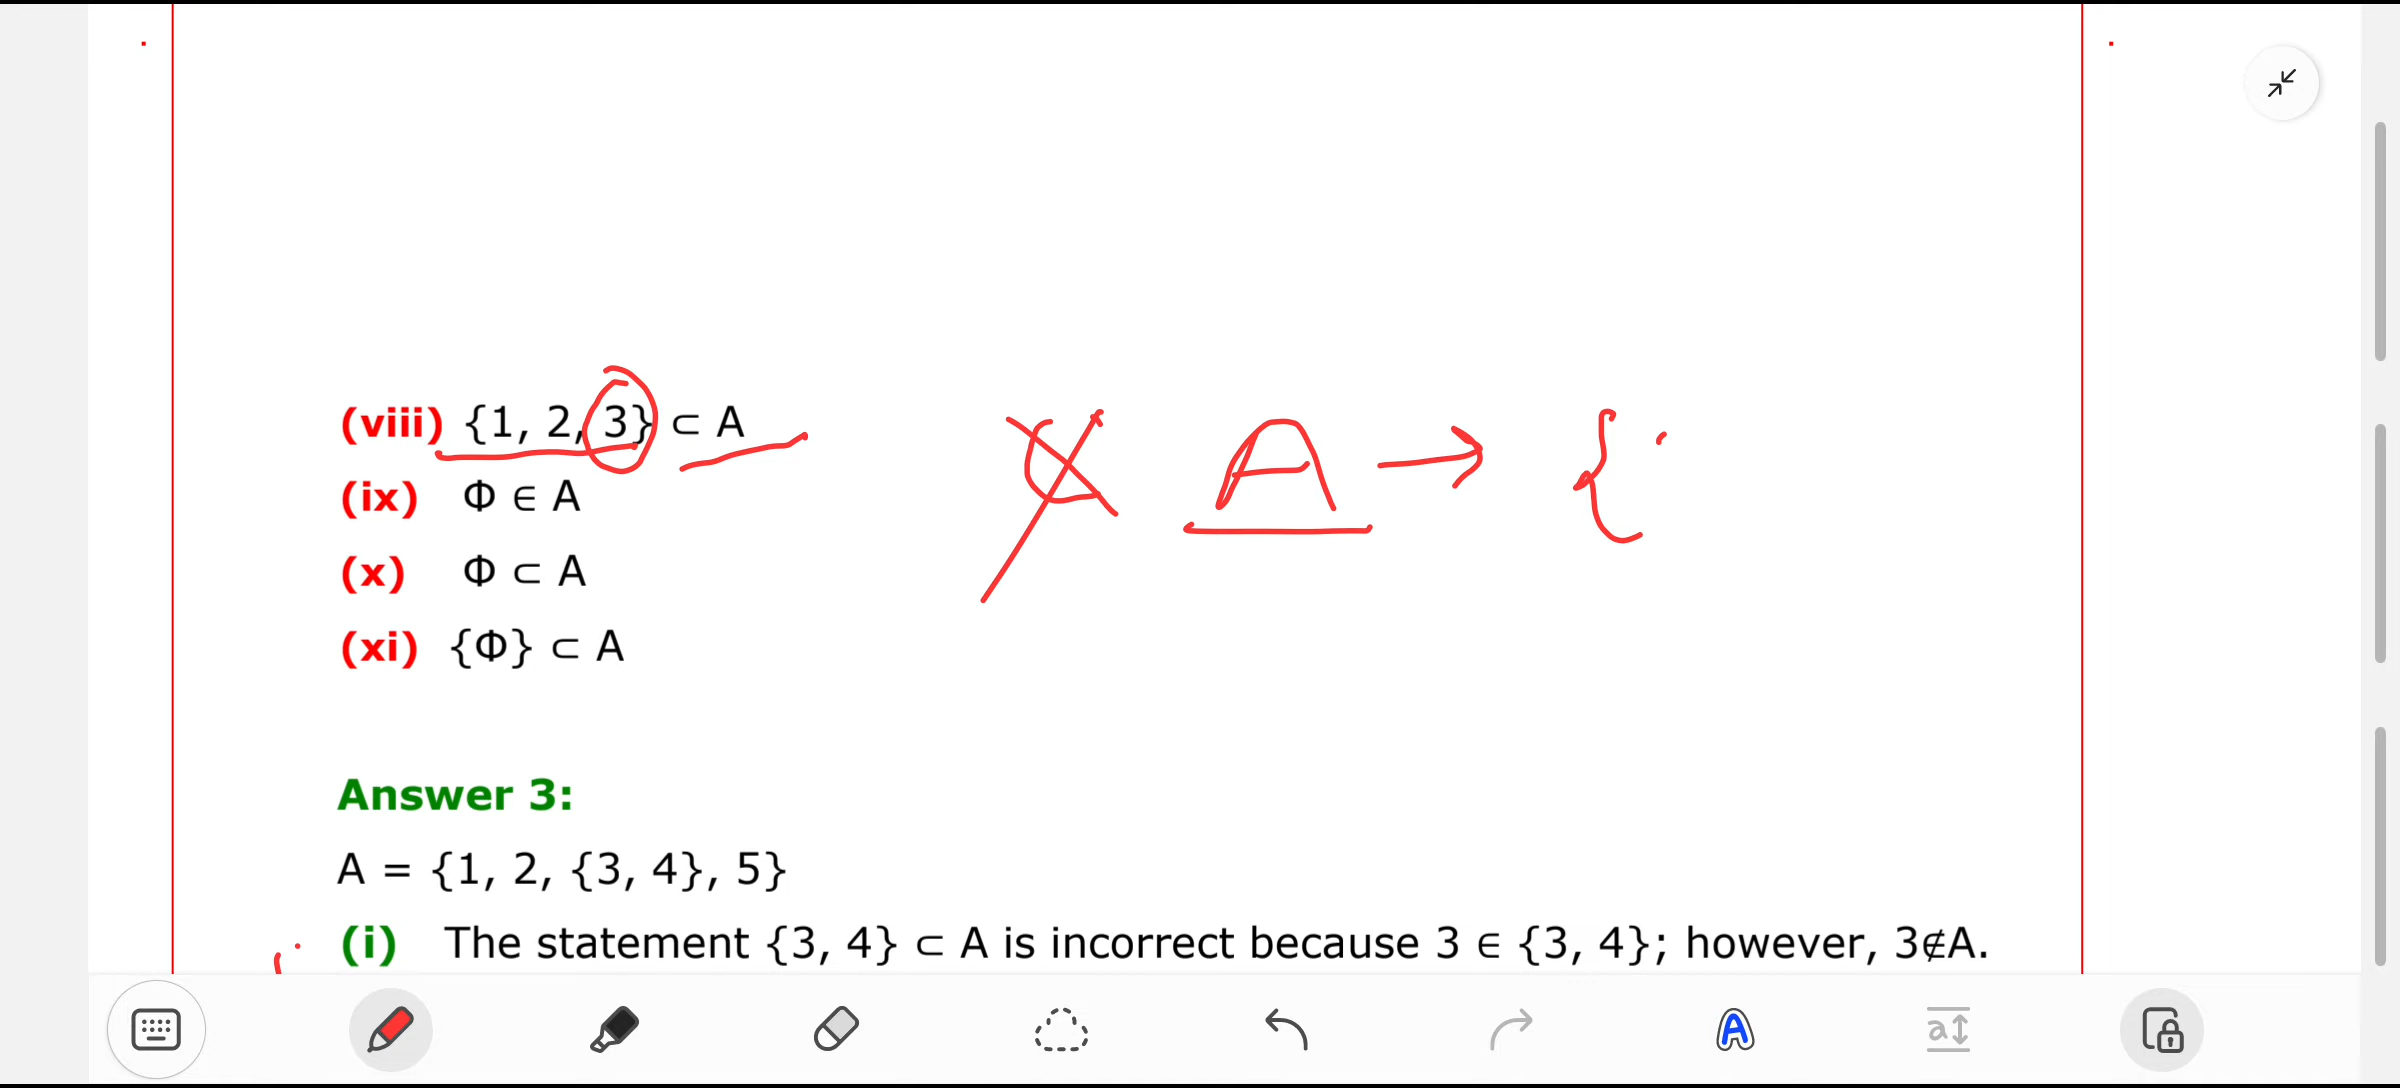 (viii) {1, 2, 3} ⊂ A
A → {
(ix) Φ ∈ A
(x) Φ ⊂ A
(xi) {Φ} ⊂ A
Answer 3:
A = {1, 2, {3, 4}, 5}
(i) The statement {3, 4} ⊂ A is incorrect because 3 ∈ {3, 4}; however, 3∉A.